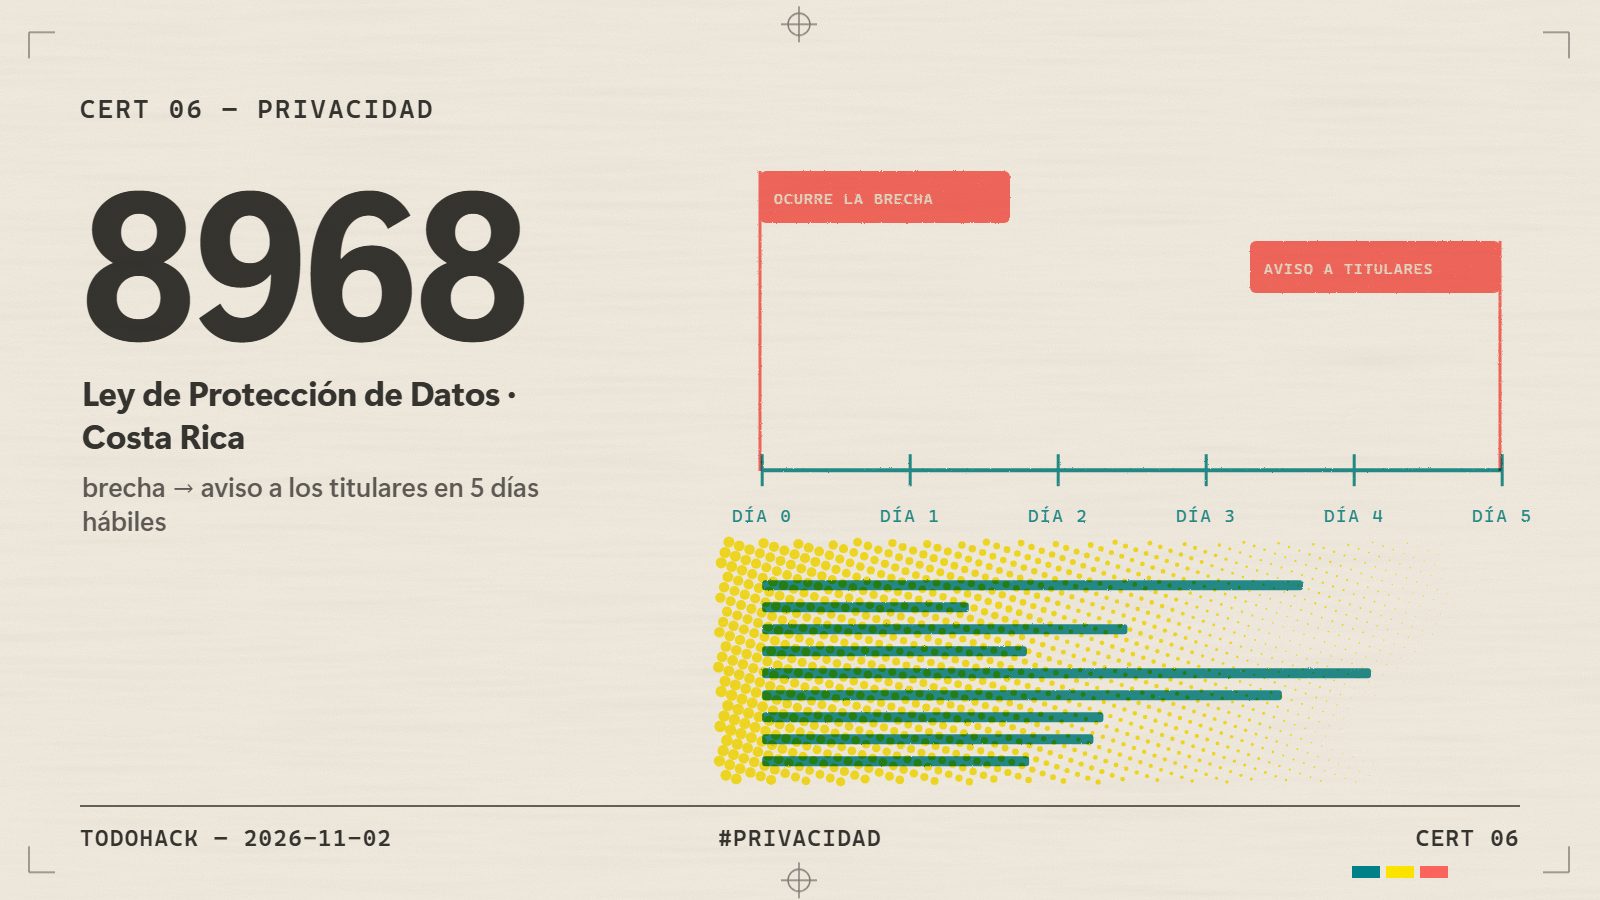 CERT 06 — PRIVACIDAD
8968
Ley de Protección de Datos ·
Costa Rica
brecha → aviso a los titulares en 5 días
hábiles
OCURRE LA BRECHA
AVISO A TITULARES
DÍA 0 DÍA 1 DÍA 2 DÍA 3 DÍA 4 DÍA 5
TODOHACK — 2026-11-02 #PRIVACIDAD CERT 06